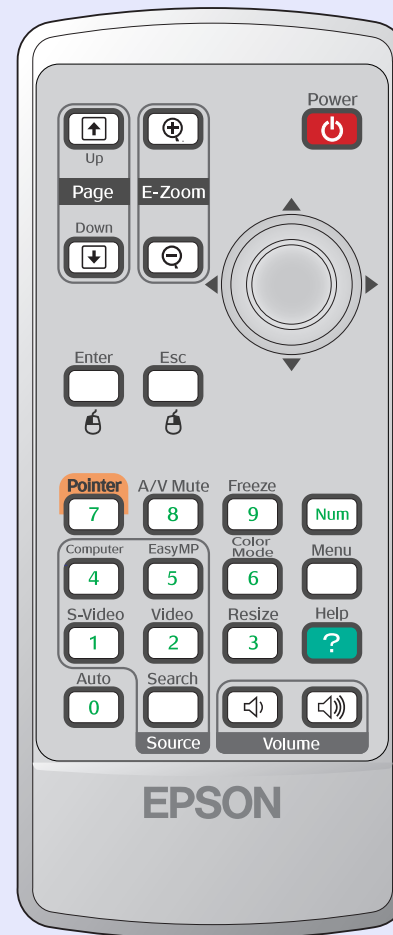 Power
Up
Page E-Zoom
Down
Enter Esc
Pointer A/V Mute Freeze
7 8 9 Num
Computer EasyMP Color Mode Menu
4 5 6
S-Video Video Resize Help
1 2 3 ?
Auto Search
0
Source Volume
EPSON